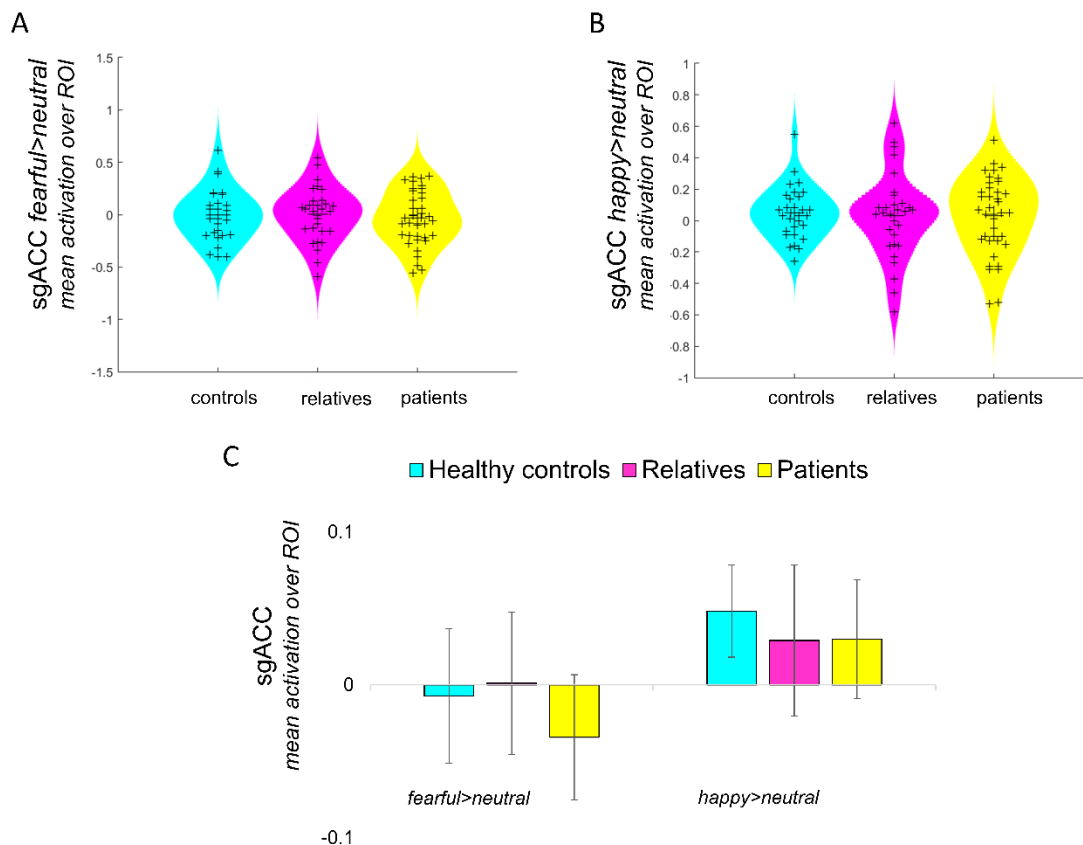 A
sgACC fearful>neutral
mean activation over ROI
1.5
1
0.5
0
-0.5
-1
-1.5
controls
relatives
patients
B
sgACC happy>neutral
mean activation over ROI
1
0.8
0.6
0.4
0.2
0
-0.2
-0.4
-0.6
-0.8
-1
controls
relatives
patients
C
Healthy controls
Relatives
Patients
sgACC
mean activation over ROI
0.1
0
-0.1
fearful>neutral
happy>neutral